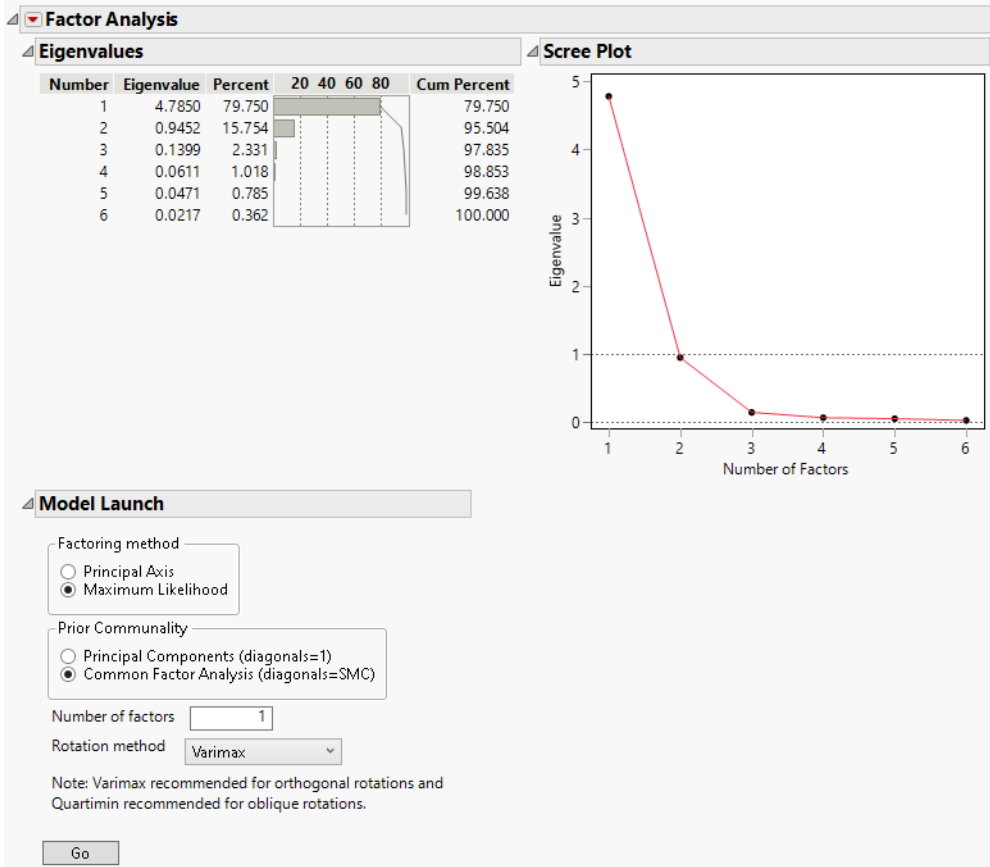 Factor Analysis
Eigenvalues
Number Eigenvalue Percent 20 40 60 80 Cum Percent
1 4.7850 79.750 79.750
2 0.9452 15.754 95.504
3 0.1399 2.331 97.835
4 0.0611 1.018 98.853
5 0.0471 0.785 99.638
6 0.0217 0.362 100.000
Scree Plot
5
4
3
2
1
0
Eigenvalue
1 2 3 4 5 6
Number of Factors
Model Launch
Factoring method
Principal Axis
Maximum Likelihood
Prior Communality
Principal Components (diagonals=1)
Common Factor Analysis (diagonals=SMC)
Number of factors 1
Rotation method Varimax
Note: Varimax recommended for orthogonal rotations and
Quartimin recommended for oblique rotations.
Go